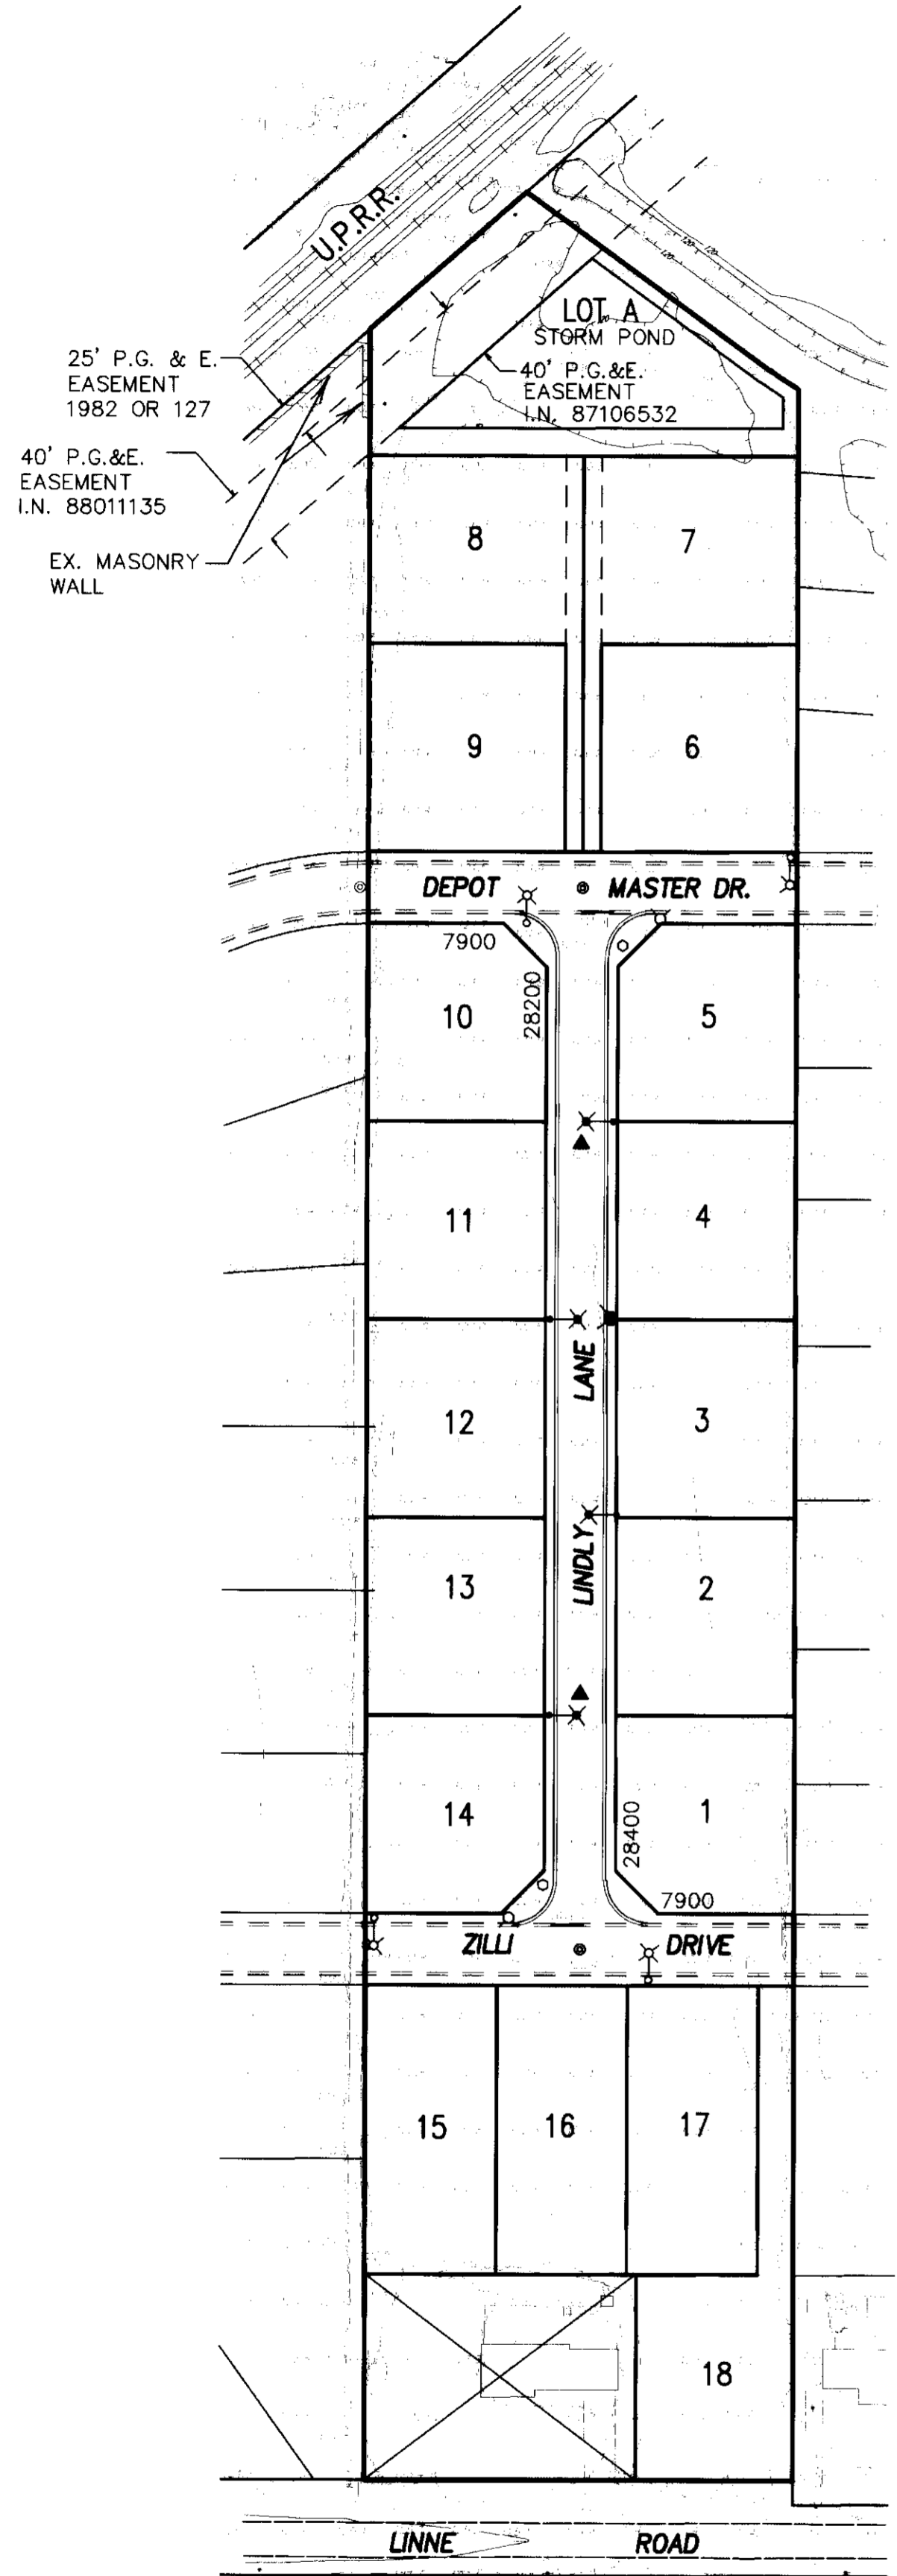 U.P.R.R.
LOT A
STORM POND
40' P.G.&E.
EASEMENT
I.N. 87106532
25' P.G. & E.
EASEMENT
1982 OR 127
40' P.G.&E.
EASEMENT
I.N. 88011135
EX. MASONRY
WALL
8
7
9
6
DEPOT MASTER DR.
7900
28200
10
5
11
4
LINDLY LANE
12
3
13
2
14
1
28400
7900
ZILLI DRIVE
15
16
17
18
LINNE ROAD